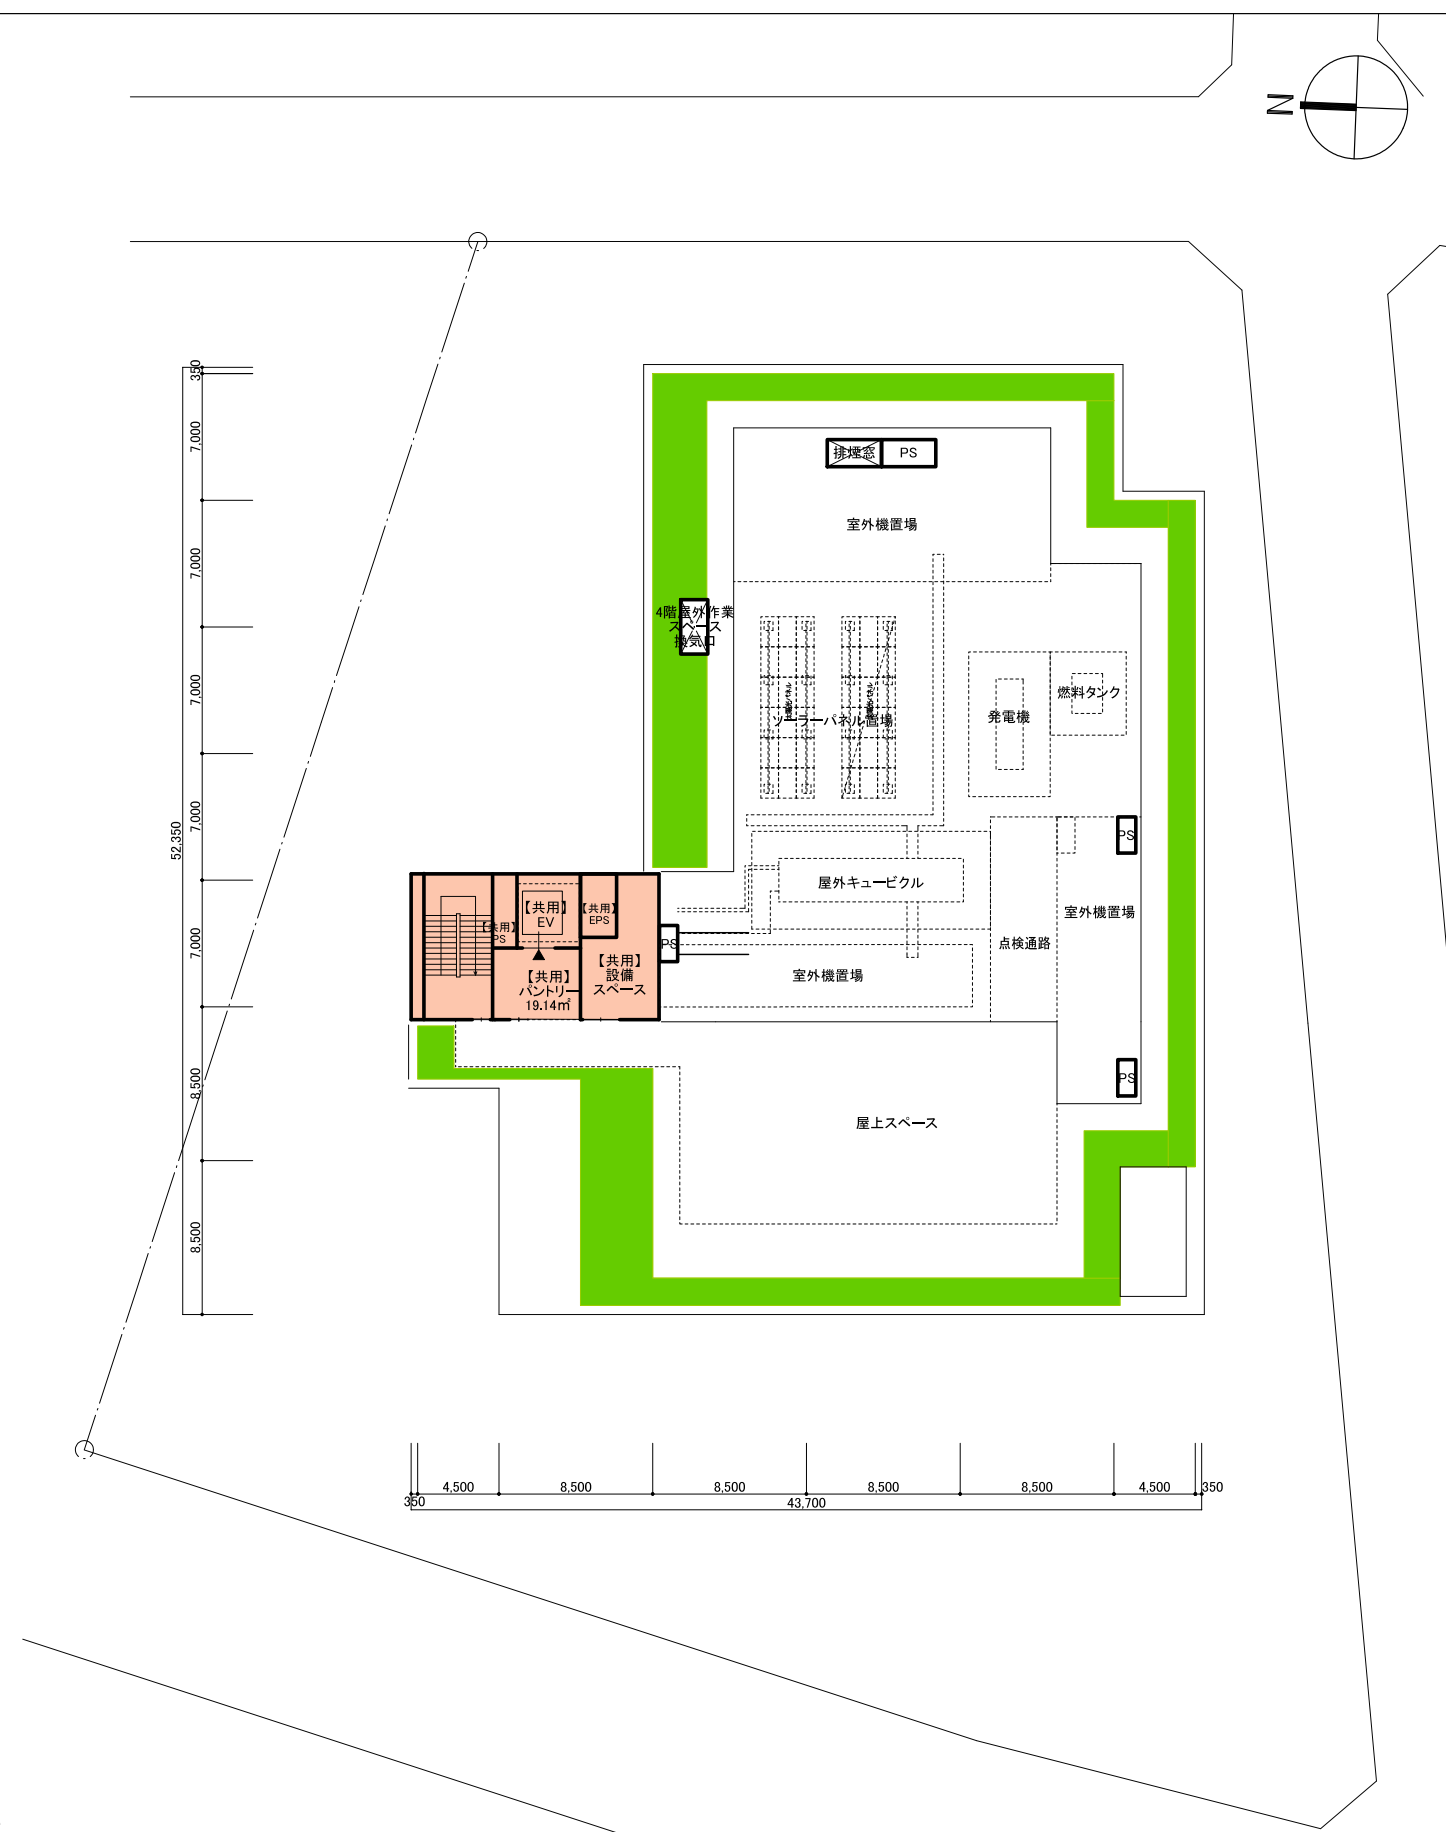 N
350
7,000
7,000
7,000
7,000
7,000
8,500
8,500
52,350
排煙窓
PS
室外機置場
4階屋外作業
スペース
換気口
ソーラーパネル置場
発電機
燃料タンク
PS
屋外キュービクル
室外機置場
点検通路
【共用】
PS
【共用】
EV
【共用】
EPS
PS
【共用】
パントリー
19.14㎡
【共用】
設備
スペース
室外機置場
PS
屋上スペース
350
4,500
8,500
8,500
8,500
8,500
4,500
350
43,700